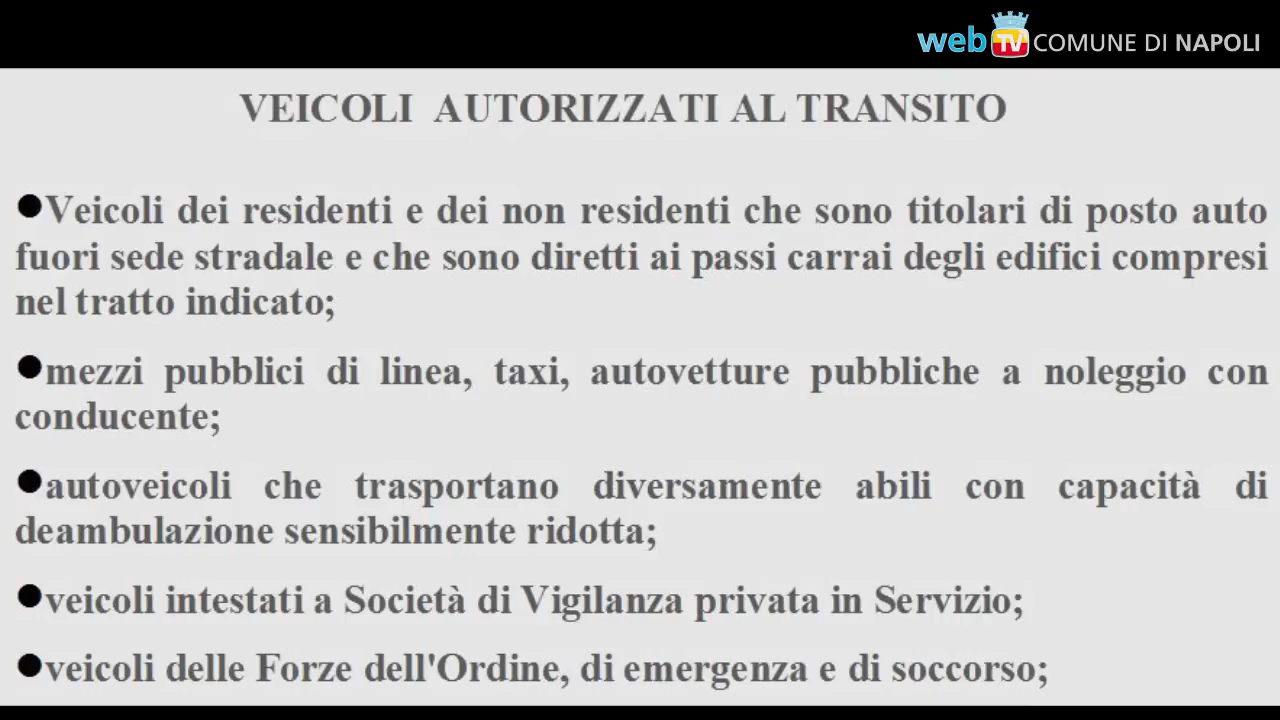 web TV COMUNE DI NAPOLI
VEICOLI AUTORIZZATI AL TRANSITO
●Veicoli dei residenti e dei non residenti che sono titolari di posto auto
fuori sede stradale e che sono diretti ai passi carrai degli edifici compresi
nel tratto indicato;
●mezzi pubblici di linea, taxi, autovetture pubbliche a noleggio con
conducente;
●autoveicoli che trasportano diversamente abili con capacità di
deambulazione sensibilmente ridotta;
●veicoli intestati a Società di Vigilanza privata in Servizio;
●veicoli delle Forze dell'Ordine, di emergenza e di soccorso;